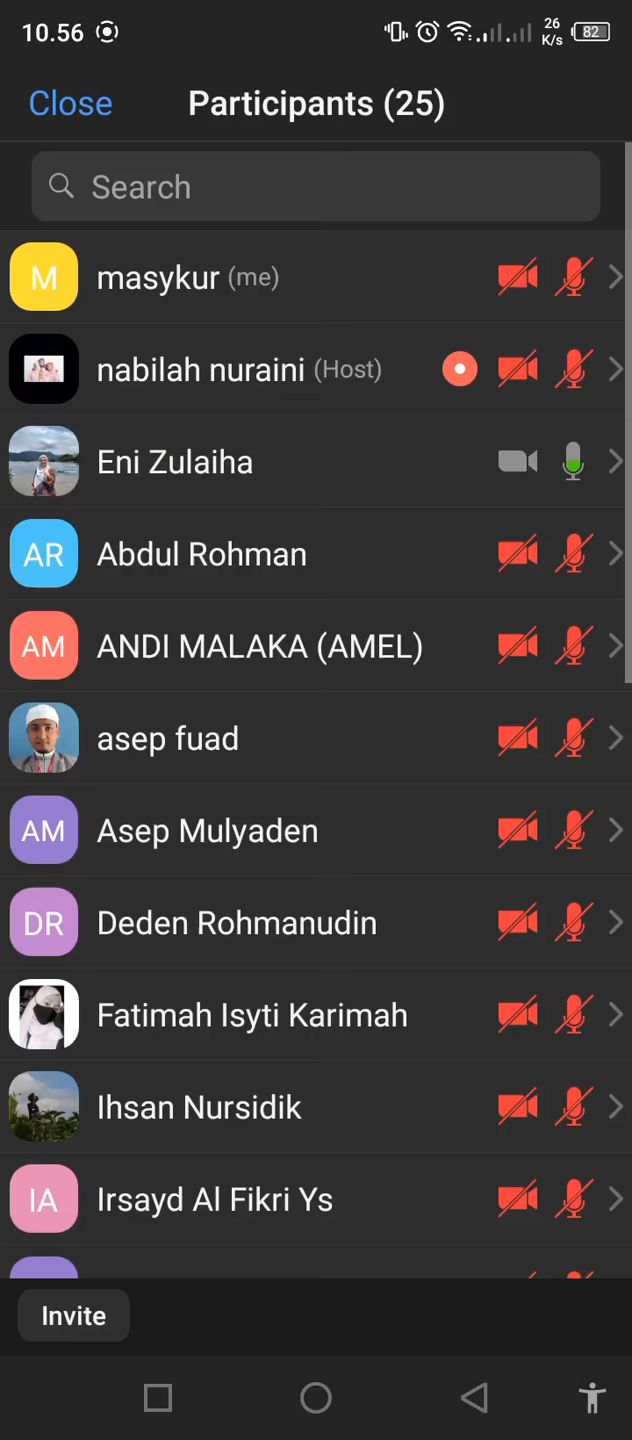 10.56 26 K/s 82
Close Participants (25)
Search
M masykur (me)
nabilah nuraini (Host)
Eni Zulaiha
AR Abdul Rohman
AM ANDI MALAKA (AMEL)
asep fuad
AM Asep Mulyaden
DR Deden Rohmanudin
Fatimah Isyti Karimah
Ihsan Nursidik
IA Irsayd Al Fikri Ys
Invite